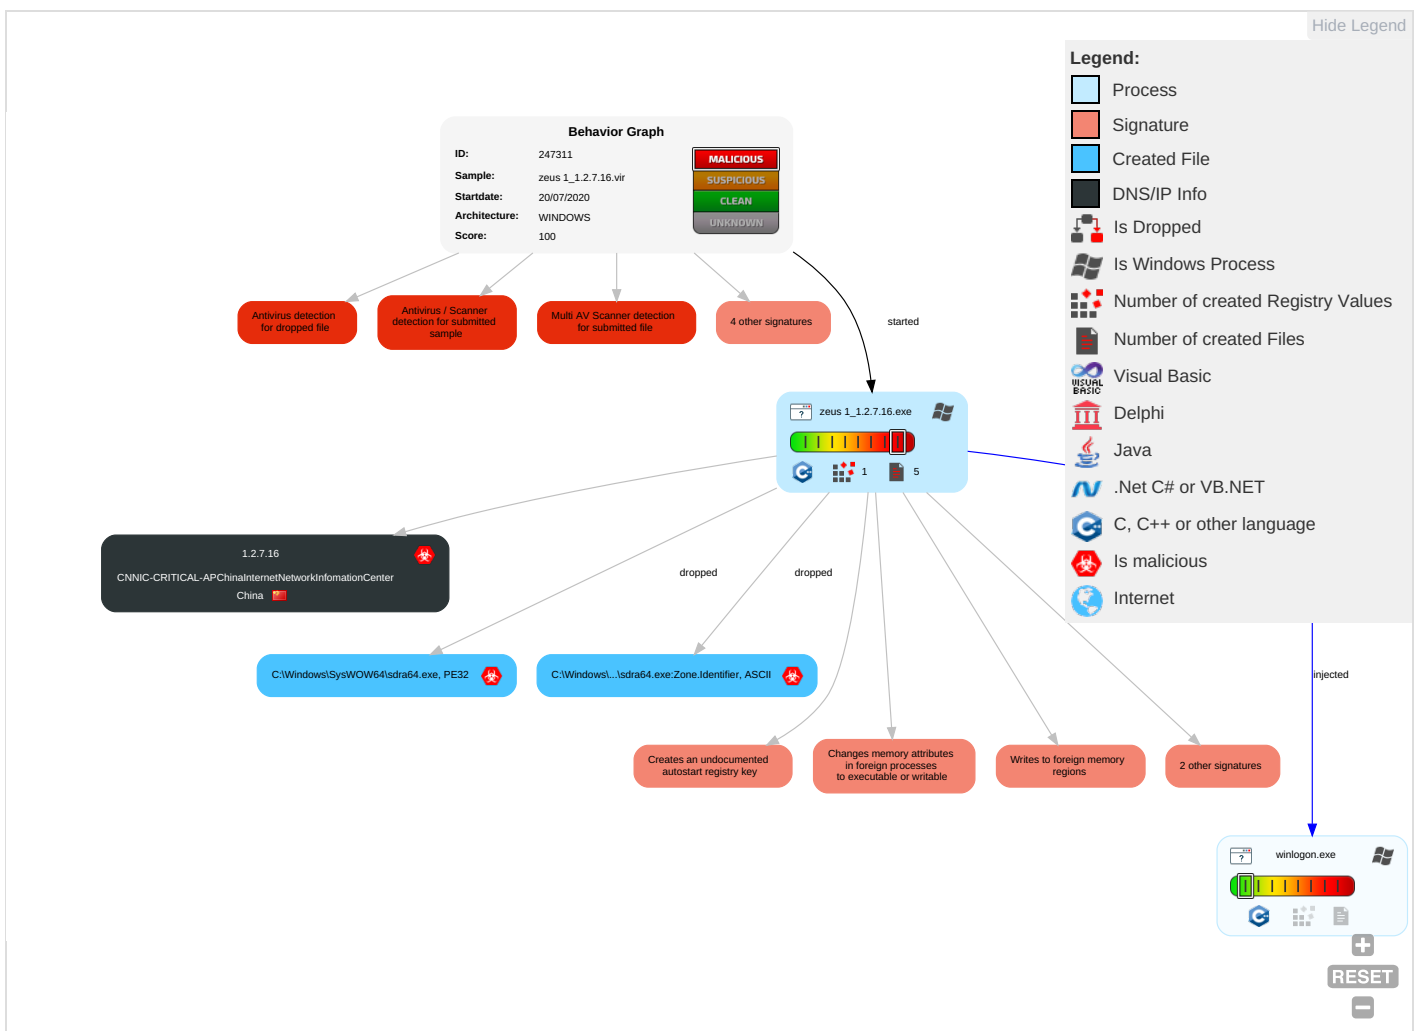 Hide Legend
Legend:
Process
Signature
Created File
DNS/IP Info
Is Dropped
Is Windows Process
Number of created Registry Values
Number of created Files
VISUAL
BASIC
Visual Basic
Delphi
Java
.Net C# or VB.NET
C, C++ or other language
Is malicious
Internet
Behavior Graph
ID: 247311
Sample: zeus 1_1.2.7.16.vir
Startdate: 20/07/2020
Architecture: WINDOWS
Score: 100
MALICIOUS
SUSPICIOUS
CLEAN
UNKNOWN
Antivirus detection
for dropped file
Antivirus / Scanner
detection for submitted
sample
Multi AV Scanner detection
for submitted file
4 other signatures
started
zeus 1_1.2.7.16.exe
1
5
1.2.7.16
CNNIC-CRITICAL-APChinaInternetNetworkInfomationCenter
China
dropped
dropped
C:\Windows\SysWOW64\sdra64.exe, PE32
C:\Windows\...\sdra64.exe:Zone.Identifier, ASCII
injected
Creates an undocumented
autostart registry key
Changes memory attributes
in foreign processes
to executable or writable
Writes to foreign memory
regions
2 other signatures
winlogon.exe
RESET